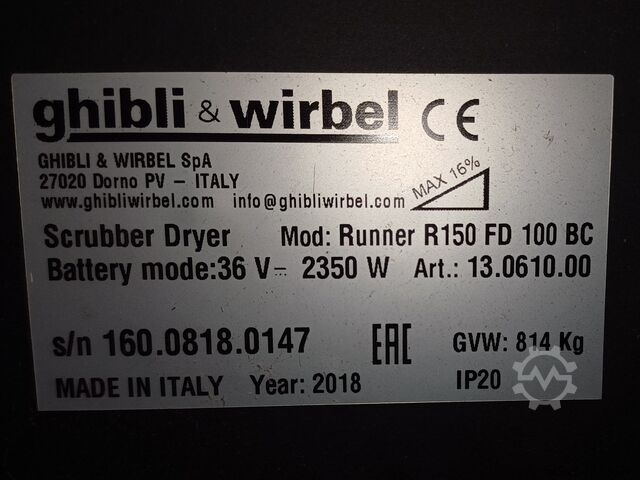 ghibli & wirbel CE
GHIBLI & WIRBEL SpA
27020 Dorno PV – ITALY
www.ghibliwirbel.com info@ghibliwirbel.com
MAX 16%
Scrubber Dryer Mod: Runner R150 FD 100 BC
Battery mode:36 V– 2350 W Art.: 13.0610.00
s/n 160.0818.0147 EAC GVW: 814 Kg
MADE IN ITALY Year: 2018 IP20